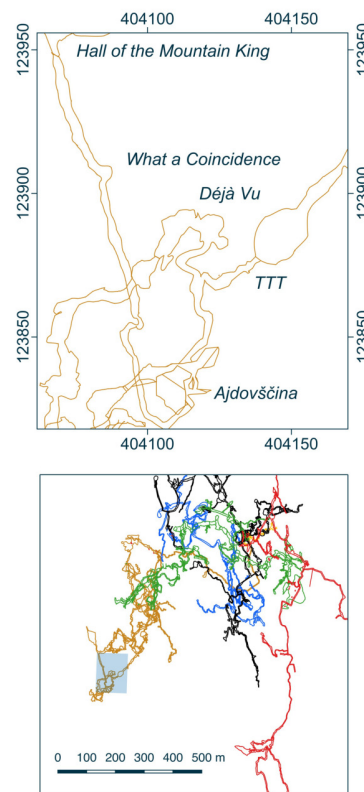 404100 404150
123950
Hall of the Mountain King
123950
What a Coincidence
123900
Déjà Vu
123900
TTT
123850
123850
Ajdovščina
404100 404150
0 100 200 300 400 500 m